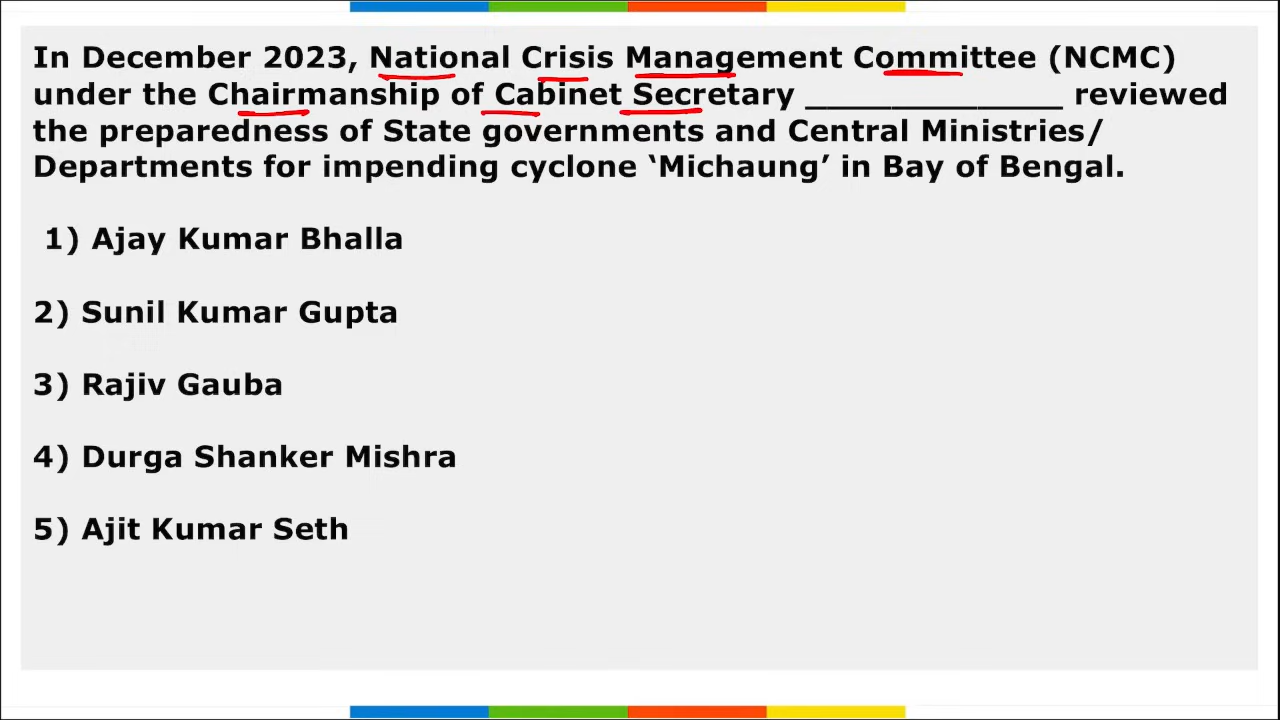 In December 2023, National Crisis Management Committee (NCMC)
under the Chairmanship of Cabinet Secretary _______________ reviewed
the preparedness of State governments and Central Ministries/
Departments for impending cyclone ‘Michaung’ in Bay of Bengal.
1) Ajay Kumar Bhalla
2) Sunil Kumar Gupta
3) Rajiv Gauba
4) Durga Shanker Mishra
5) Ajit Kumar Seth